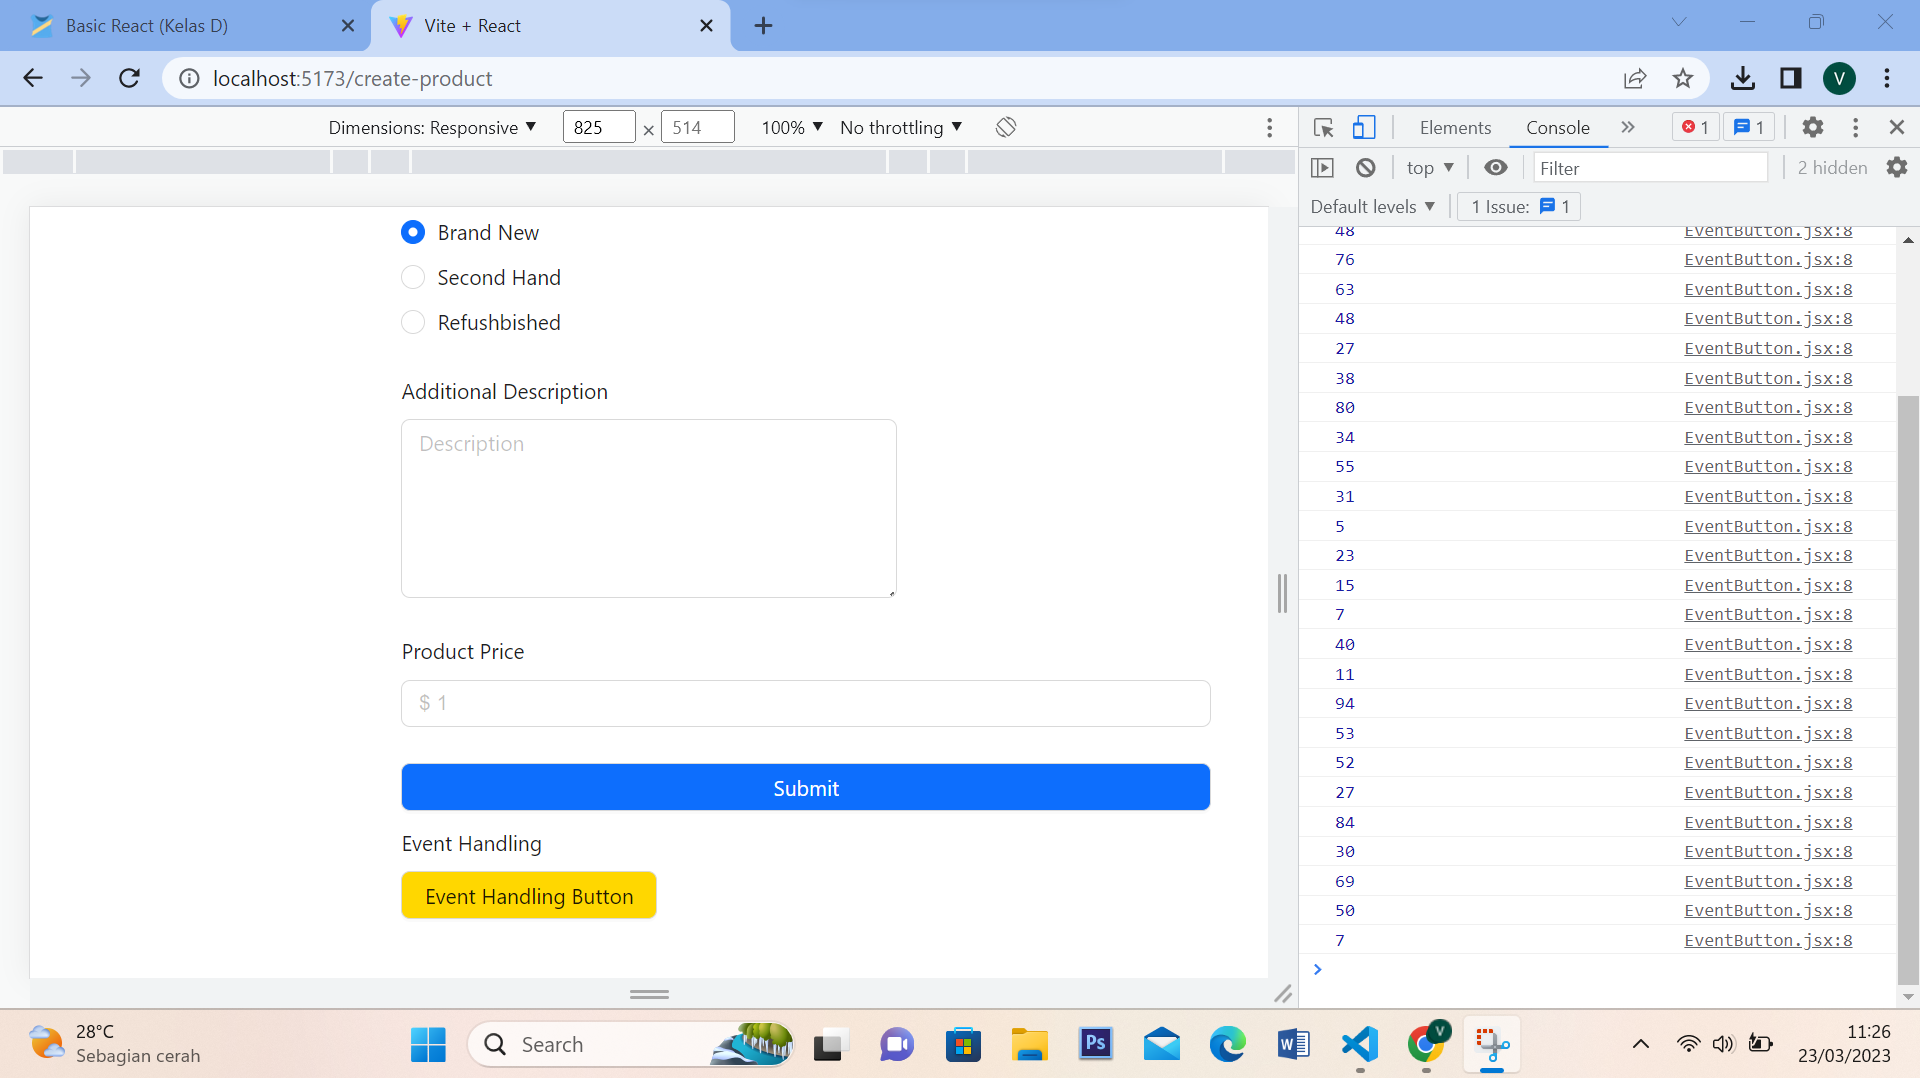 Basic React (Kelas D)
Vite + React
localhost:5173/create-product
V
Dimensions: Responsive
825
×
514
100%
No throttling
Elements
Console
1
1
top
Filter
2 hidden
Default levels
1 Issue:
1
Brand New
Second Hand
Refushbished
Additional Description
Description
Product Price
$ 1
Submit
Event Handling
Event Handling Button
48 EventButton.jsx:8
76 EventButton.jsx:8
63 EventButton.jsx:8
48 EventButton.jsx:8
27 EventButton.jsx:8
38 EventButton.jsx:8
80 EventButton.jsx:8
34 EventButton.jsx:8
55 EventButton.jsx:8
31 EventButton.jsx:8
5 EventButton.jsx:8
23 EventButton.jsx:8
15 EventButton.jsx:8
7 EventButton.jsx:8
40 EventButton.jsx:8
11 EventButton.jsx:8
94 EventButton.jsx:8
53 EventButton.jsx:8
52 EventButton.jsx:8
27 EventButton.jsx:8
84 EventButton.jsx:8
30 EventButton.jsx:8
69 EventButton.jsx:8
50 EventButton.jsx:8
7 EventButton.jsx:8
28°C
Sebagian cerah
Search
Ps
W
V
11:26
23/03/2023